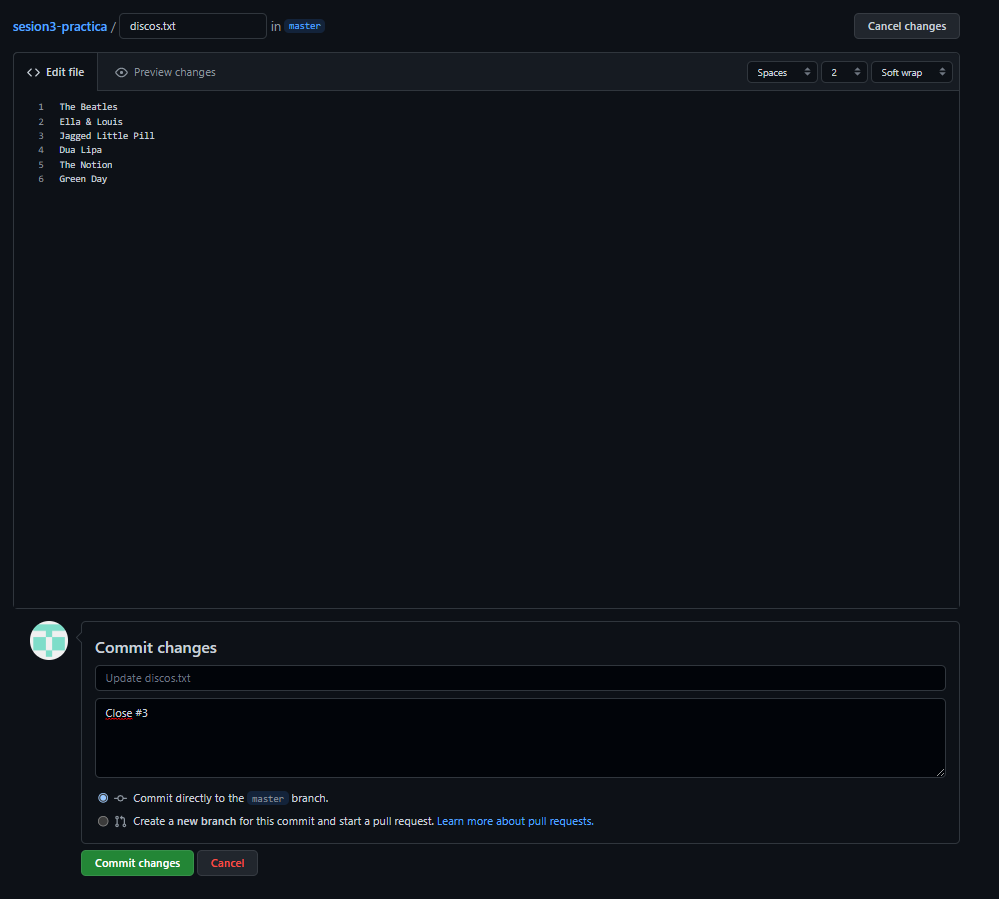 sesion3-practica / discos.txt in master Cancel changes
<> Edit file Preview changes Spaces 2 Soft wrap
1 The Beatles
2 Ella & Louis
3 Jagged Little Pill
4 Dua Lipa
5 The Notion
6 Green Day
Commit changes
Update discos.txt
Close #3
Commit directly to the master branch.
Create a new branch for this commit and start a pull request. Learn more about pull requests.
Commit changes Cancel